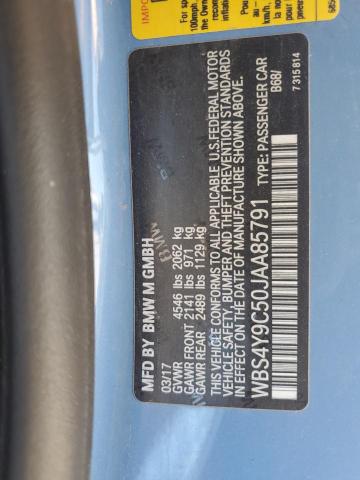 MFD BY BMW M GMBH
03/17
GVWR 4546 lbs 2062 kg
GAWR FRONT 2141 lbs 971 kg
GAWR REAR 2489 lbs 1129 kg
THIS VEHICLE CONFORMS TO ALL APPLICABLE U.S.FEDERAL MOTOR
VEHICLE SAFETY, BUMPER AND THEFT PREVENTION STANDARDS
IN EFFECT ON THE DATE OF MANUFACTURE SHOWN ABOVE.
WBS4Y9C50JAA85791 TYPE: PASSENGER CAR
B6B/
7 315 814